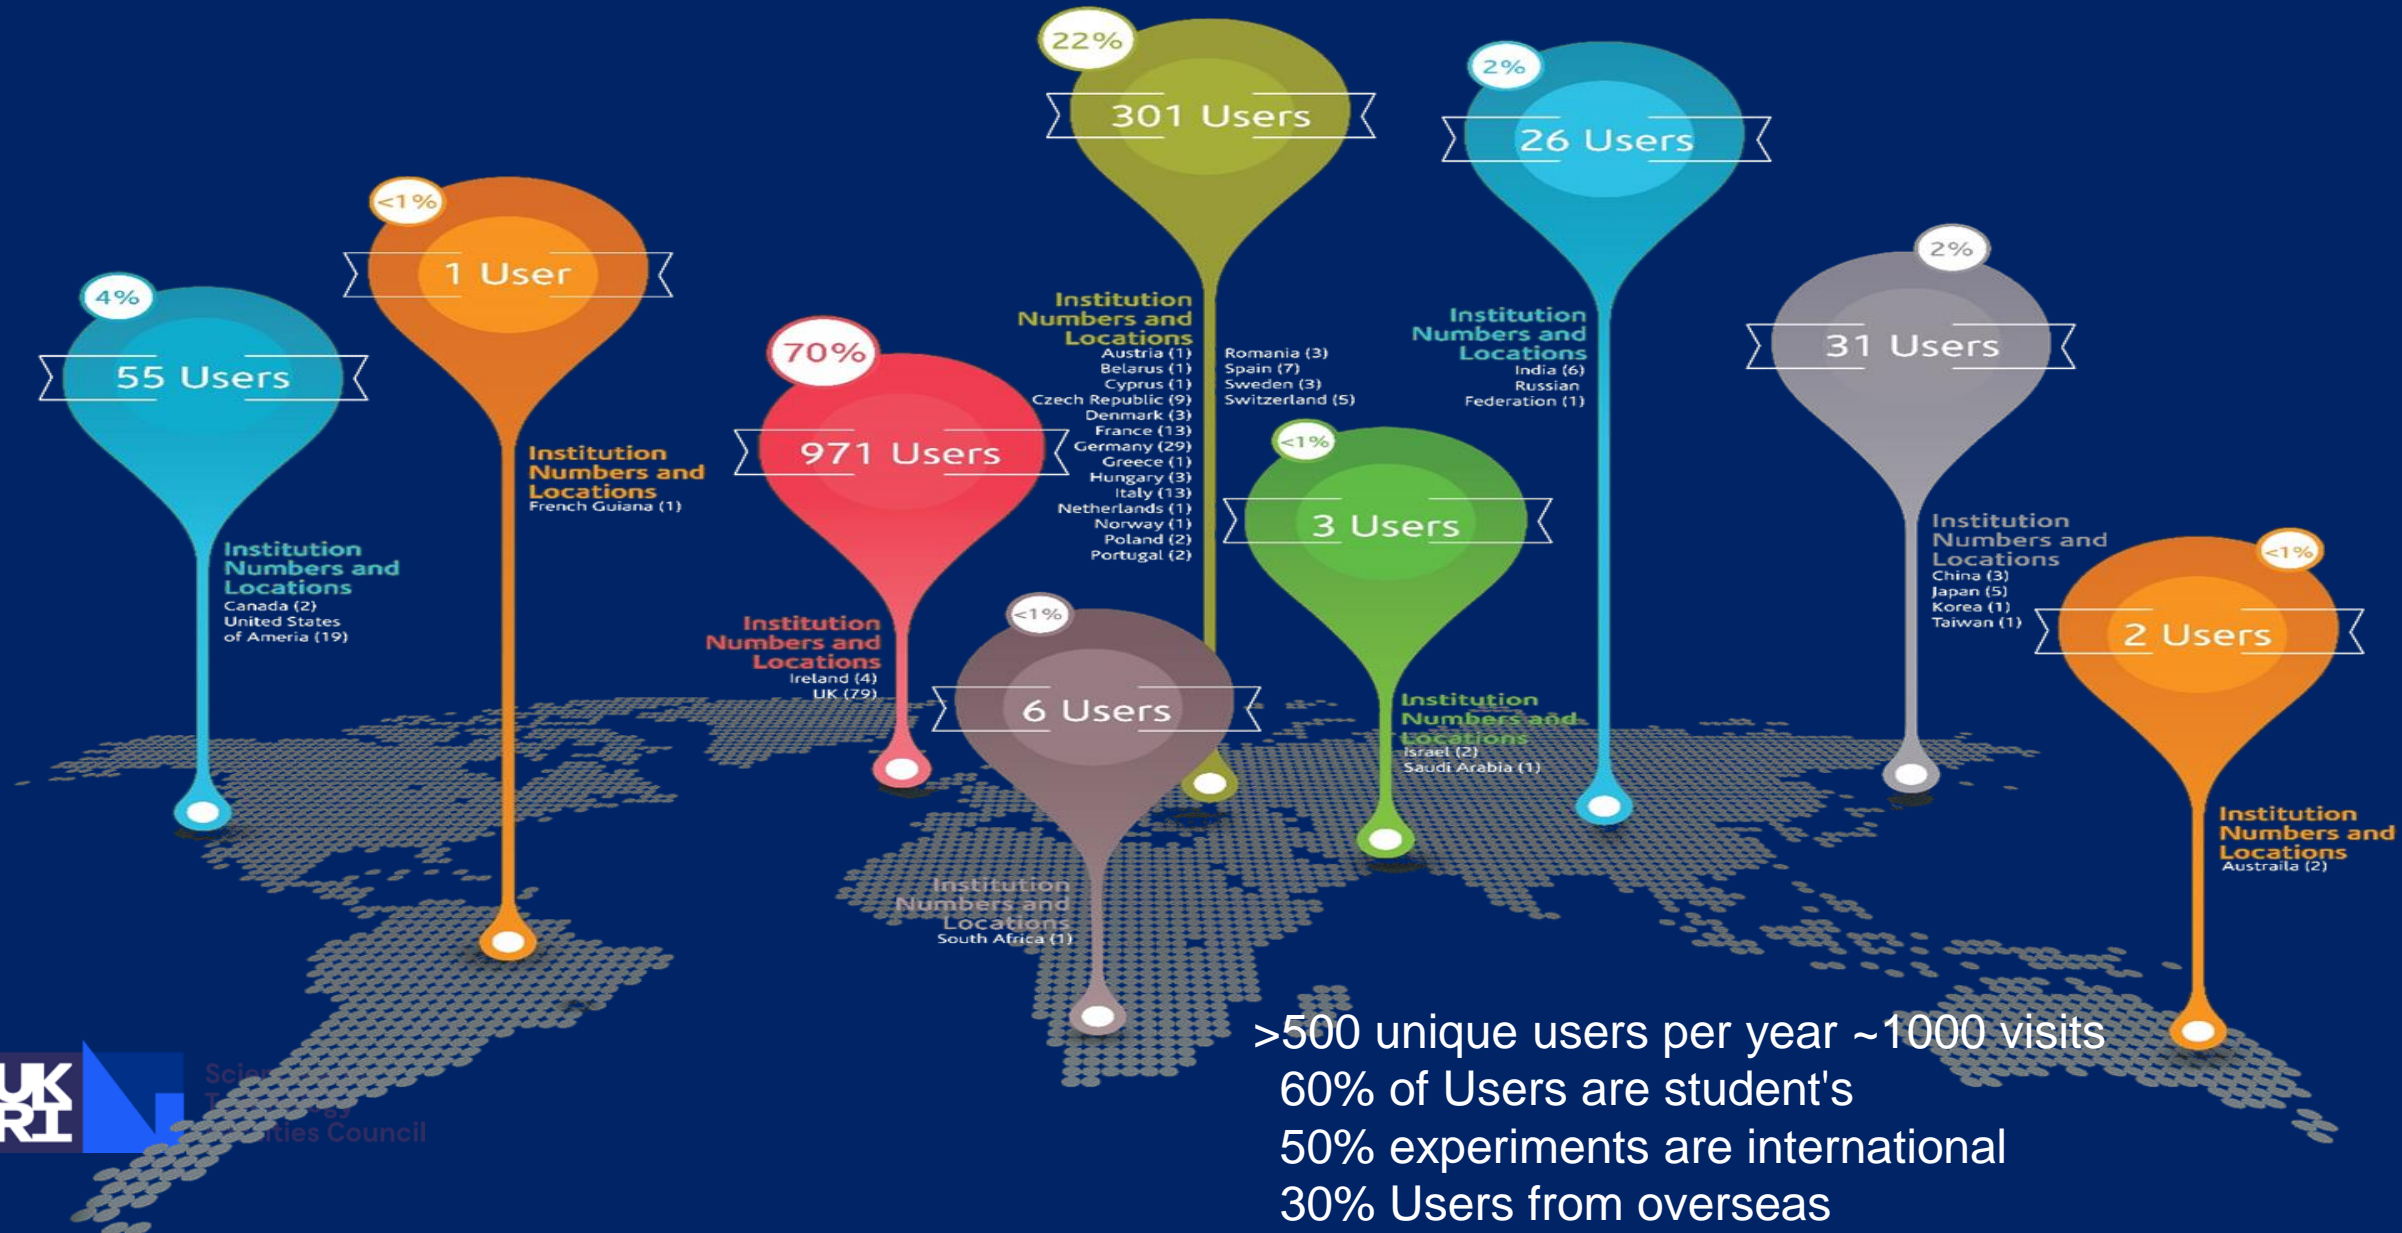 4%
55 Users
Institution
Numbers and
Locations
Canada (2)
United States
of Ameria (19)
<1%
1 User
Institution
Numbers and
Locations
French Guiana (1)
70%
971 Users
Institution
Numbers and
Locations
Ireland (4)
UK (79)
22%
301 Users
Institution
Numbers and
Locations
Austria (1)
Belarus (1)
Cyprus (1)
Czech Republic (9)
Denmark (3)
France (13)
Germany (29)
Greece (1)
Hungary (3)
Italy (13)
Netherlands (1)
Norway (1)
Poland (2)
Portugal (2)
Romania (3)
Spain (7)
Sweden (3)
Switzerland (5)
<1%
6 Users
Institution
Numbers and
Locations
South Africa (1)
<1%
3 Users
Institution
Numbers and
Locations
Israel (2)
Saudi Arabia (1)
2%
26 Users
Institution
Numbers and
Locations
India (6)
Russian
Federation (1)
2%
31 Users
Institution
Numbers and
Locations
China (3)
Japan (5)
Korea (1)
Taiwan (1)
<1%
2 Users
Institution
Numbers and
Locations
Austraila (2)
>500 unique users per year ~1000 visits
60% of Users are student's
50% experiments are international
30% Users from overseas
UK
RI
Council